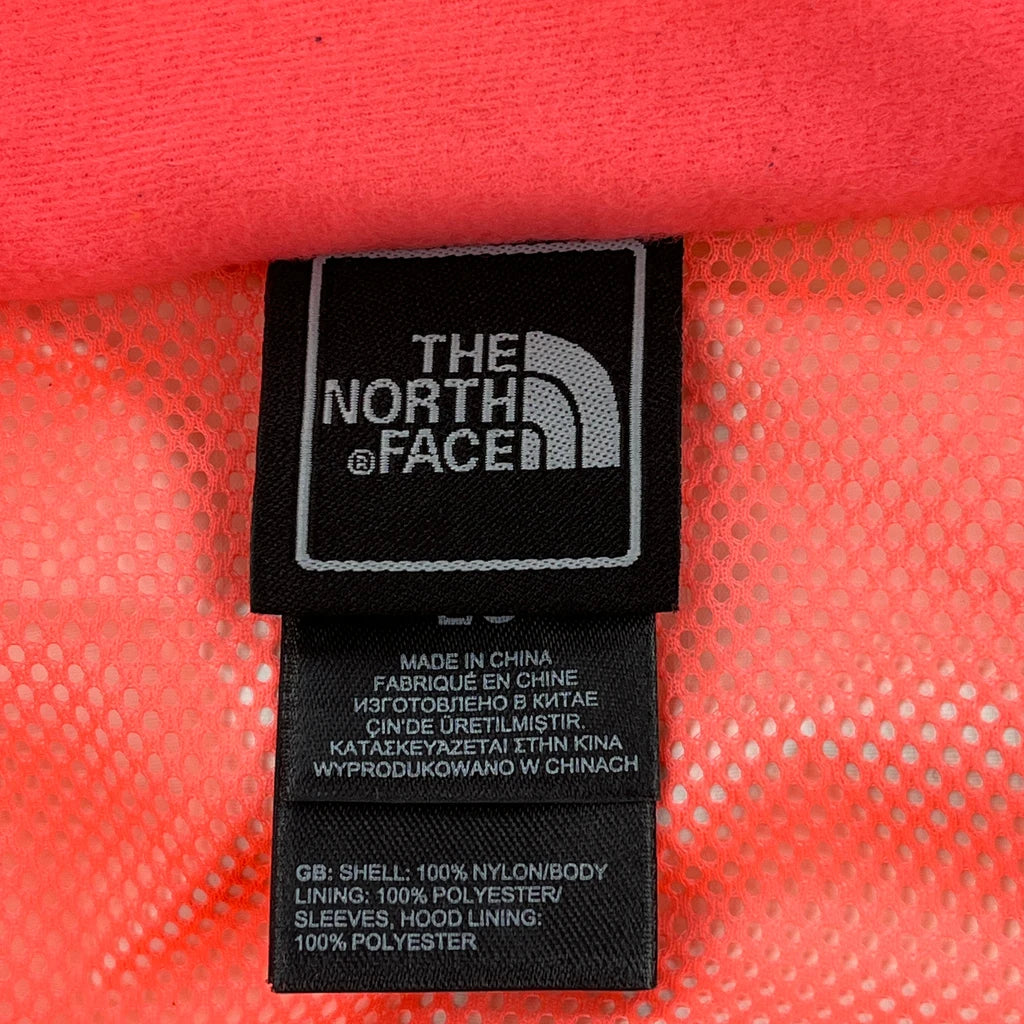 THE
NORTH
®FACE
MADE IN CHINA
FABRIQUÉ EN CHINE
ИЗГОТОВЛЕНО В КИТАЕ
ÇIN'DE ÜRETILMIŞTIR.
ΚΑΤΑΣΚΕΥΆΖΕΤΑΙ ΣΤΗΝ ΚΙΝΑ
WYPRODUKOWANO W CHINACH
GB: SHELL: 100% NYLON/BODY
LINING: 100% POLYESTER/
SLEEVES, HOOD LINING:
100% POLYESTER